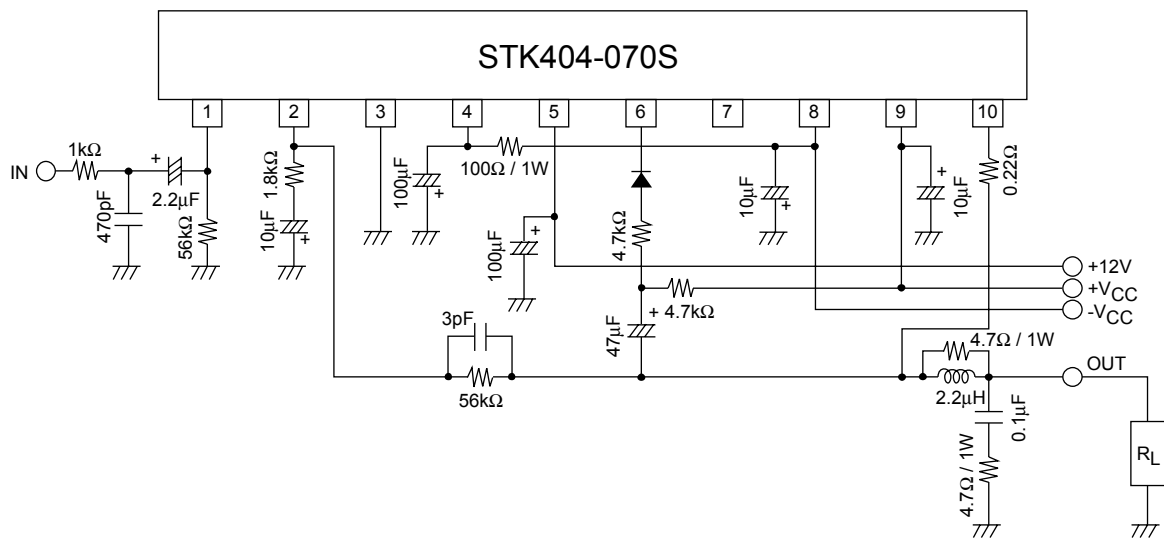 STK404-070S
1 2 3 4 5 6 7 8 9 10
IN
1kΩ
470pF
+
2.2µF
56kΩ
1.8kΩ
10µF
+
100µF
+
100Ω / 1W
100µF
+
4.7kΩ
10µF
+
+
10µF
0.22Ω
+12V
+VCC
-VCC
+
4.7kΩ
47µF
3pF
56kΩ
4.7Ω / 1W
2.2µH
OUT
0.1µF
4.7Ω / 1W
RL